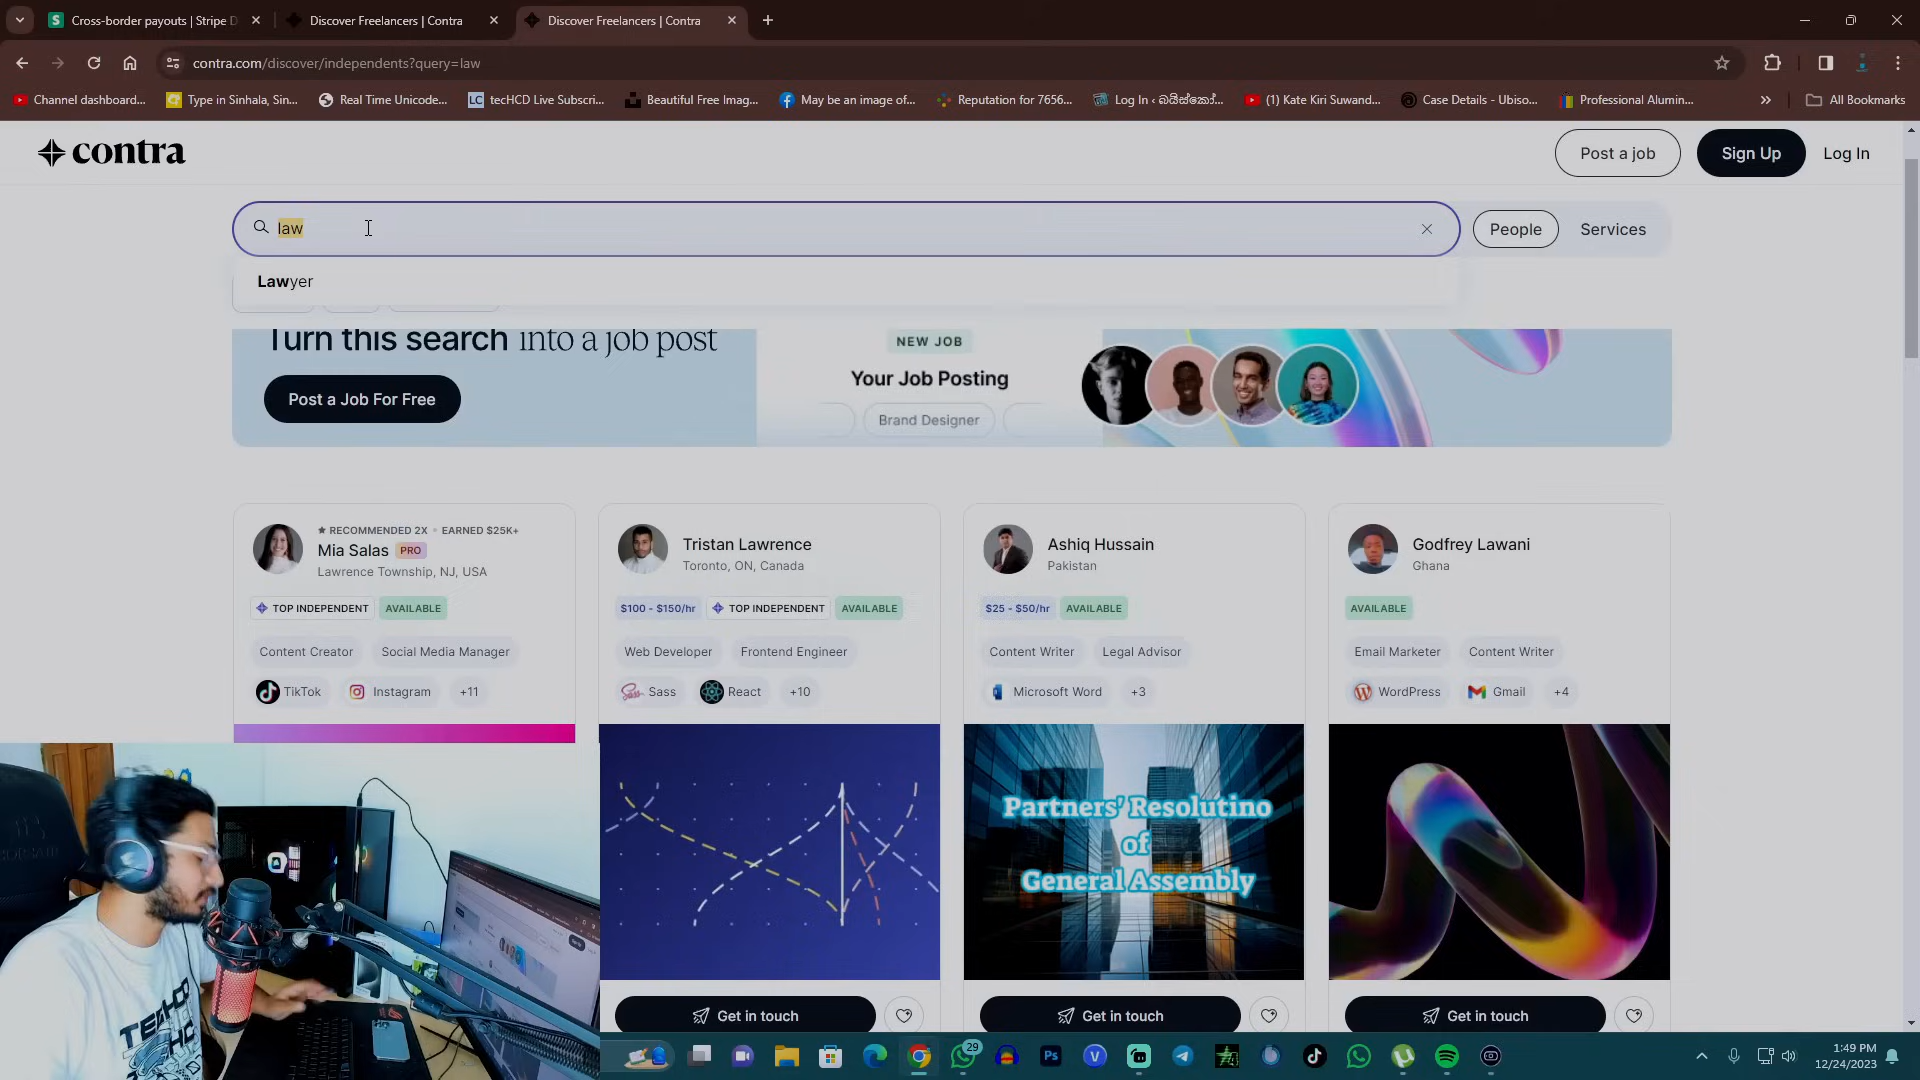 Cross-border payouts | Stripe D
Discover Freelancers | Contra
Discover Freelancers | Contra
contra.com/discover/independents?query=law
Channel dashboard...
Type in Sinhala, Sin...
Real Time Unicode...
LC tecHCD Live Subscri...
Beautiful Free Imag...
May be an image of...
Reputation for 7656...
Log In ‹ බයිස්කෝ...
(1) Kate Kiri Suwand...
Case Details - Ubiso...
Professional Alumin...
All Bookmarks
contra
Post a job
Sign Up
Log In
law
People
Services
Lawyer
Turn this search into a job post
Post a Job For Free
NEW JOB
Your Job Posting
Brand Designer
RECOMMENDED 2X • EARNED $25K+
Mia Salas PRO
Lawrence Township, NJ, USA
TOP INDEPENDENT AVAILABLE
Content Creator Social Media Manager
TikTok Instagram +11
Tristan Lawrence
Toronto, ON, Canada
$100 - $150/hr TOP INDEPENDENT AVAILABLE
Web Developer Frontend Engineer
Sass React +10
Get in touch
Ashiq Hussain
Pakistan
$25 - $50/hr AVAILABLE
Content Writer Legal Advisor
Microsoft Word +3
Partners' Resolutino
of
General Assembly
Get in touch
Godfrey Lawani
Ghana
AVAILABLE
Email Marketer Content Writer
WordPress Gmail +4
Get in touch
29
Ps
1:49 PM
12/24/2023